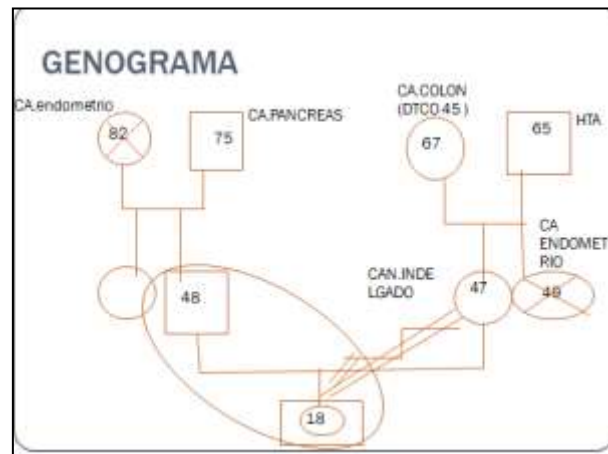 GENOGRAMA
CA.endometrio
82
75
CA.PANCREAS
CA.COLON
(DTCO.45 )
67
65
HTA
CA
ENDOMET
RIO
48
CAN.INDE
LGADO
47
49
18